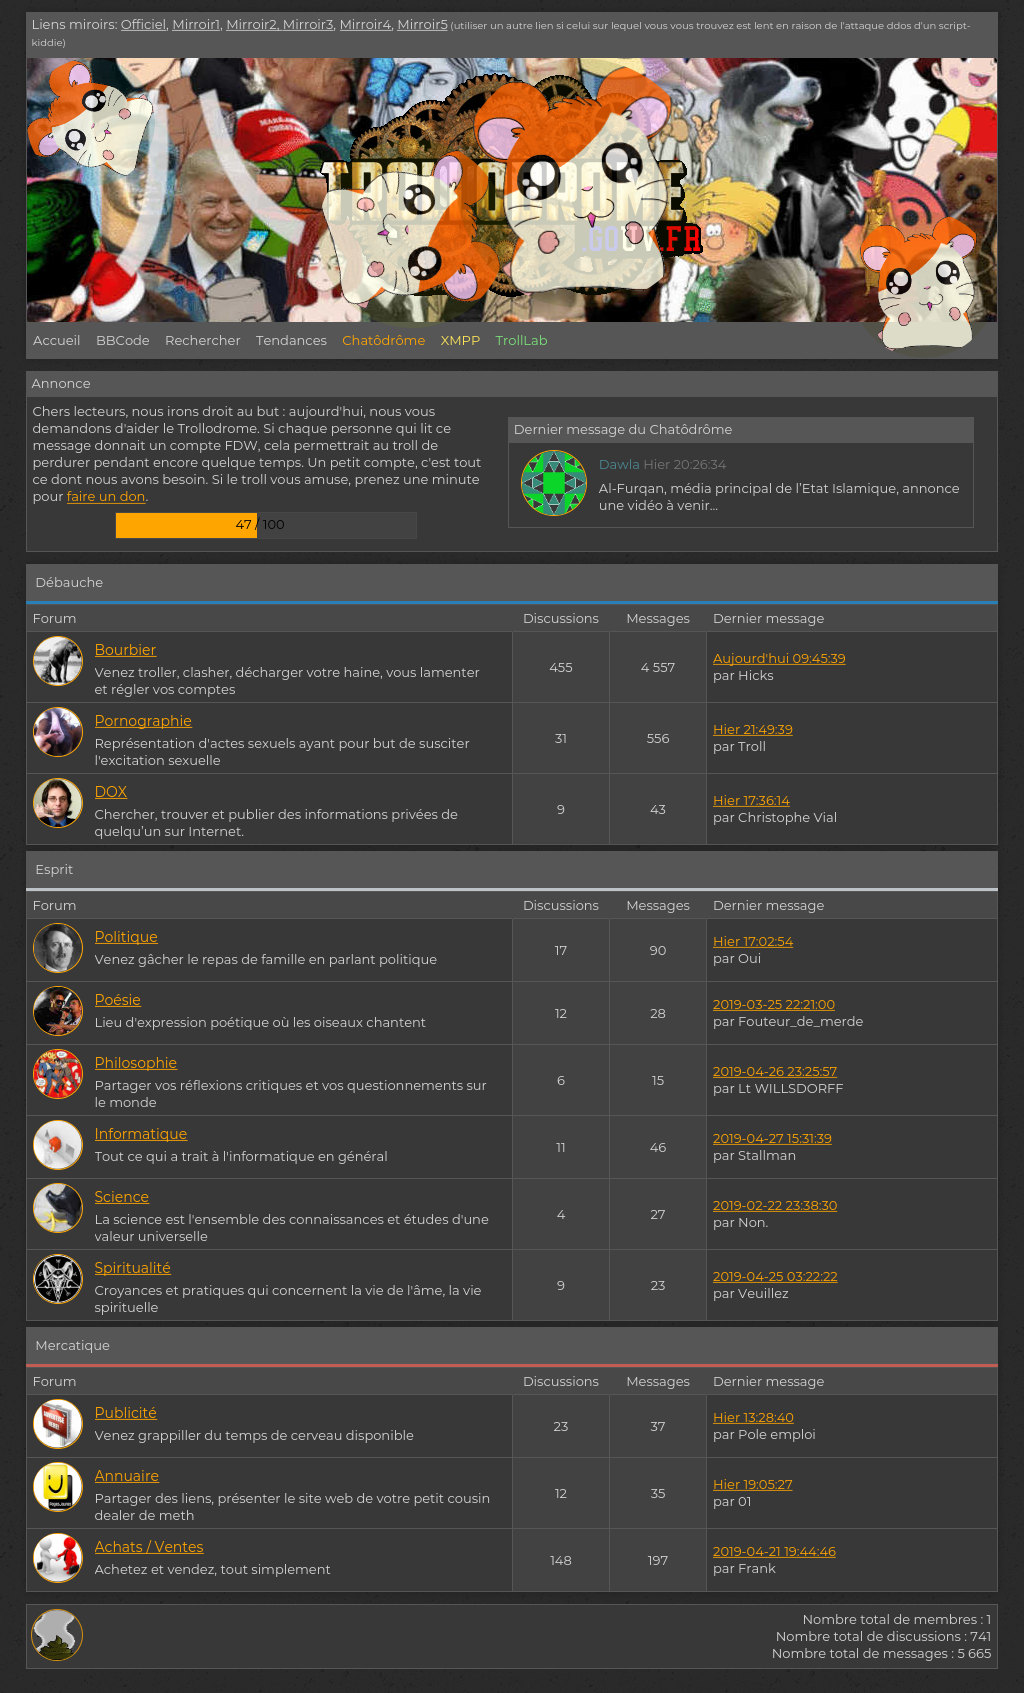 Liens miroirs: Officiel, Mirroir1, Mirroir2, Mirroir3, Mirroir4, Mirroir5 (utiliser un autre lien si celui sur lequel vous vous trouvez est lent en raison de l'attaque ddos d'un script-
kiddie)
GOUV.FR
Accueil BBCode Rechercher Tendances Chatôdrôme XMPP TrollLab
Annonce
Chers lecteurs, nous irons droit au but : aujourd'hui, nous vous
demandons d'aider le Trollodrome. Si chaque personne qui lit ce
message donnait un compte FDW, cela permettrait au troll de
perdurer pendant encore quelque temps. Un petit compte, c'est tout
ce dont nous avons besoin. Si le troll vous amuse, prenez une minute
pour faire un don.
47 / 100
Dernier message du Chatôdrôme
Dawla Hier 20:26:34
Al-Furqan, média principal de l'Etat Islamique, annonce
une vidéo à venir...
Débauche
Forum Discussions Messages Dernier message
Bourbier
Venez troller, clasher, décharger votre haine, vous lamenter
et régler vos comptes
455 4 557
Aujourd'hui 09:45:39
par Hicks
Pornographie
Représentation d'actes sexuels ayant pour but de susciter
l'excitation sexuelle
31 556
Hier 21:49:39
par Troll
DOX
Chercher, trouver et publier des informations privées de
quelqu'un sur Internet.
9 43
Hier 17:36:14
par Christophe Vial
Esprit
Forum Discussions Messages Dernier message
Politique
Venez gâcher le repas de famille en parlant politique
17 90
Hier 17:02:54
par Oui
Poésie
Lieu d'expression poétique où les oiseaux chantent
12 28
2019-03-25 22:21:00
par Fouteur_de_merde
Philosophie
Partager vos réflexions critiques et vos questionnements sur
le monde
6 15
2019-04-26 23:25:57
par Lt WILLSDORFF
Informatique
Tout ce qui a trait à l'informatique en général
11 46
2019-04-27 15:31:39
par Stallman
Science
La science est l'ensemble des connaissances et études d'une
valeur universelle
4 27
2019-02-22 23:38:30
par Non.
Spiritualité
Croyances et pratiques qui concernent la vie de l'âme, la vie
spirituelle
9 23
2019-04-25 03:22:22
par Veuillez
Mercatique
Forum Discussions Messages Dernier message
Publicité
Venez grappiller du temps de cerveau disponible
23 37
Hier 13:28:40
par Pole emploi
Annuaire
Partager des liens, présenter le site web de votre petit cousin
dealer de meth
12 35
Hier 19:05:27
par 01
Achats / Ventes
Achetez et vendez, tout simplement
148 197
2019-04-21 19:44:46
par Frank
Nombre total de membres : 1
Nombre total de discussions : 741
Nombre total de messages : 5 665